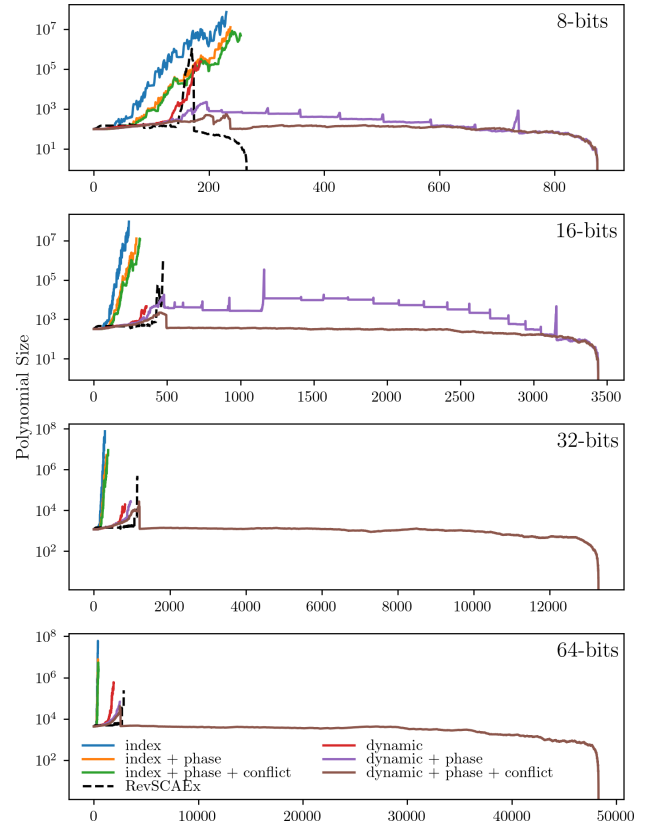 8-bits
10^7
10^5
10^3
10^1
0 200 400 600 800
16-bits
10^7
10^5
10^3
10^1
0 500 1000 1500 2000 2500 3000 3500
Polynomial Size
32-bits
10^8
10^6
10^4
10^2
0 2000 4000 6000 8000 10000 12000
64-bits
10^8
10^6
10^4
10^2
index dynamic
index + phase dynamic + phase
index + phase + conflict dynamic + phase + conflict
RevSCAEx
0 10000 20000 30000 40000 50000